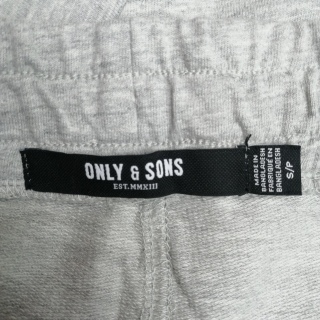 ONLY & SONS
EST.MMXIII
MADE IN
BANGLADESH
FABRIQUÉ EN
BANGLADESH
S/P